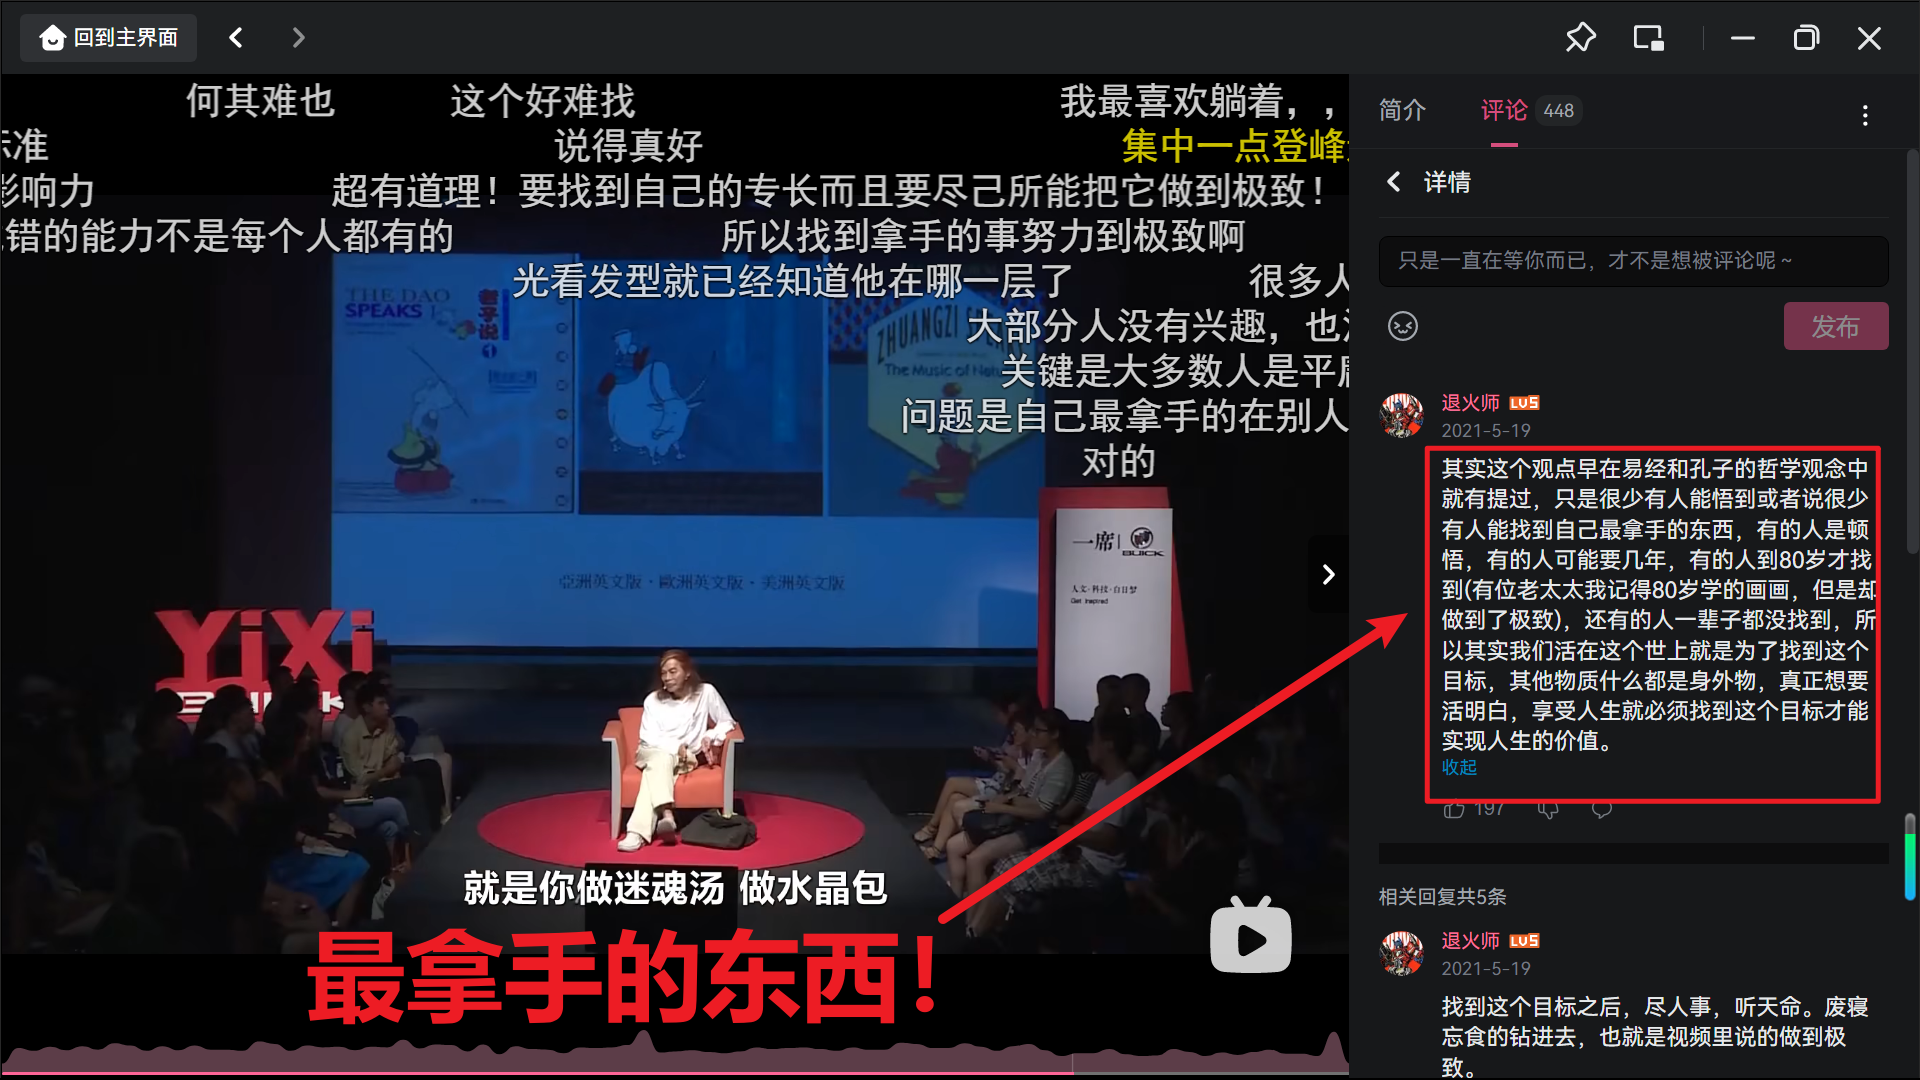 回到主界面
何其难也
这个好难找
我最喜欢躺着，，
标准
说得真好
集中一点登峰
影响力
超有道理！要找到自己的专长而且要尽己所能把它做到极致！
错的能力不是每个人都有的
所以找到拿手的事努力到极致啊
光看发型就已经知道他在哪一层了
很多人
大部分人没有兴趣，也没
关键是大多数人是平庸
问题是自己最拿手的在别人
对的
THE DAO
SPEAKS
老子说
1
ZHUANGZI SPEAKS
The Music of Nature
亞洲英文版·歐洲英文版·美洲英文版
一席
BUICK
人文·科技·白日梦
Get Inspired
YiXi
就是你做迷魂汤 做水晶包
最拿手的东西！
简介
评论 448
详情
只是一直在等你而已，才不是想被评论呢～
发布
退火师 LV5
2021-5-19
其实这个观点早在易经和孔子的哲学观念中
就有提过，只是很少有人能悟到或者说很少
有人能找到自己最拿手的东西，有的人是顿
悟，有的人可能要几年，有的人到80岁才找
到(有位老太太我记得80岁学的画画，但是却
做到了极致)，还有的人一辈子都没找到，所
以其实我们活在这个世上就是为了找到这个
目标，其他物质什么都是身外物，真正想要
活明白，享受人生就必须找到这个目标才能
实现人生的价值。
收起
197
相关回复共5条
退火师 LV5
2021-5-19
找到这个目标之后，尽人事，听天命。废寝
忘食的钻进去，也就是视频里说的做到极
致。